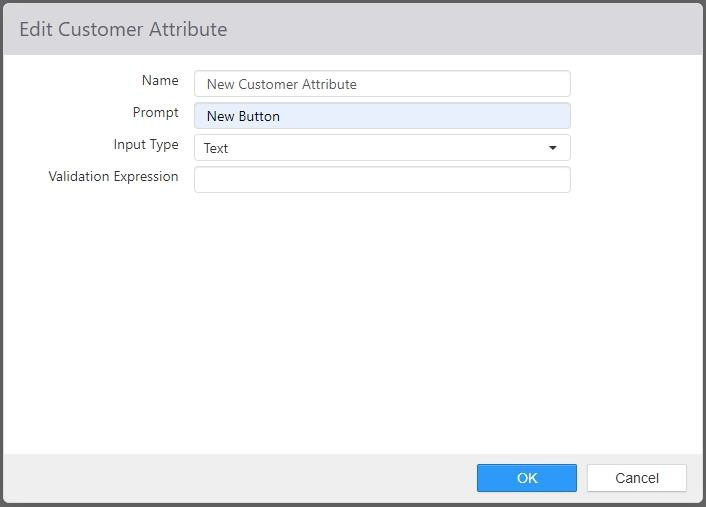 Edit Customer Attribute
Name New Customer Attribute
Prompt New Button
Input Type Text
Validation Expression
OK Cancel